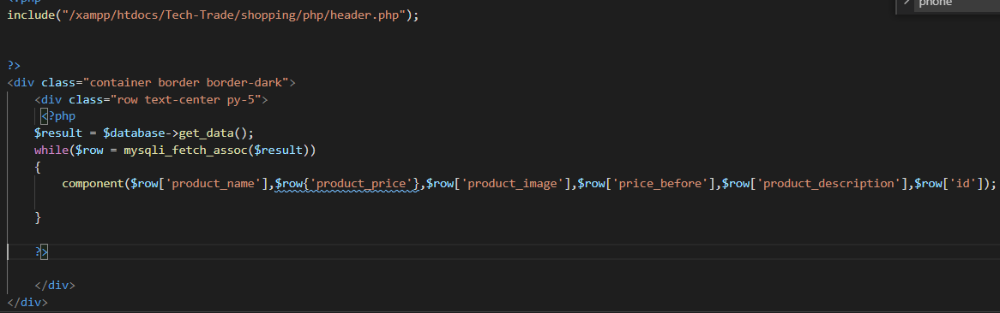 <?php
phone
include("/xampp/htdocs/Tech-Trade/shopping/php/header.php");
?>
<div class="container border border-dark">
<div class="row text-center py-5">
<?php
$result = $database->get_data();
while($row = mysqli_fetch_assoc($result))
{
component($row['product_name'],$row{'product_price'},$row['product_image'],$row['price_before'],$row['product_description'],$row['id']);
}
?>
</div>
</div>